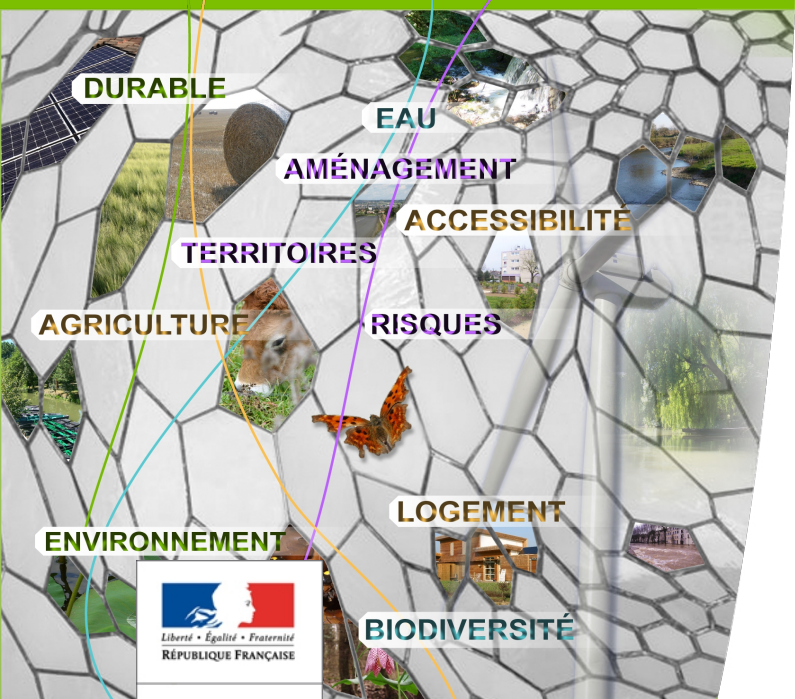 DURABLE
EAU
AMÉNAGEMENT
ACCESSIBILITÉ
TERRITOIRES
AGRICULTURE
RISQUES
LOGEMENT
ENVIRONNEMENT
BIODIVERSITÉ
Liberté • Égalité • Fraternité
RÉPUBLIQUE FRANÇAISE